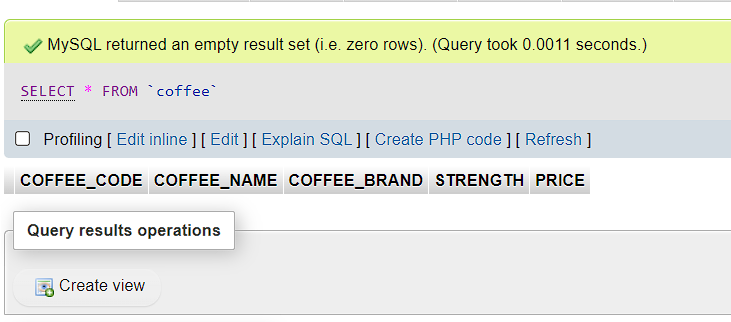 MySQL returned an empty result set (i.e. zero rows). (Query took 0.0011 seconds.)
SELECT * FROM `coffee`
Profiling [ Edit inline ] [ Edit ] [ Explain SQL ] [ Create PHP code ] [ Refresh ]
COFFEE_CODE COFFEE_NAME COFFEE_BRAND STRENGTH PRICE
Query results operations
Create view